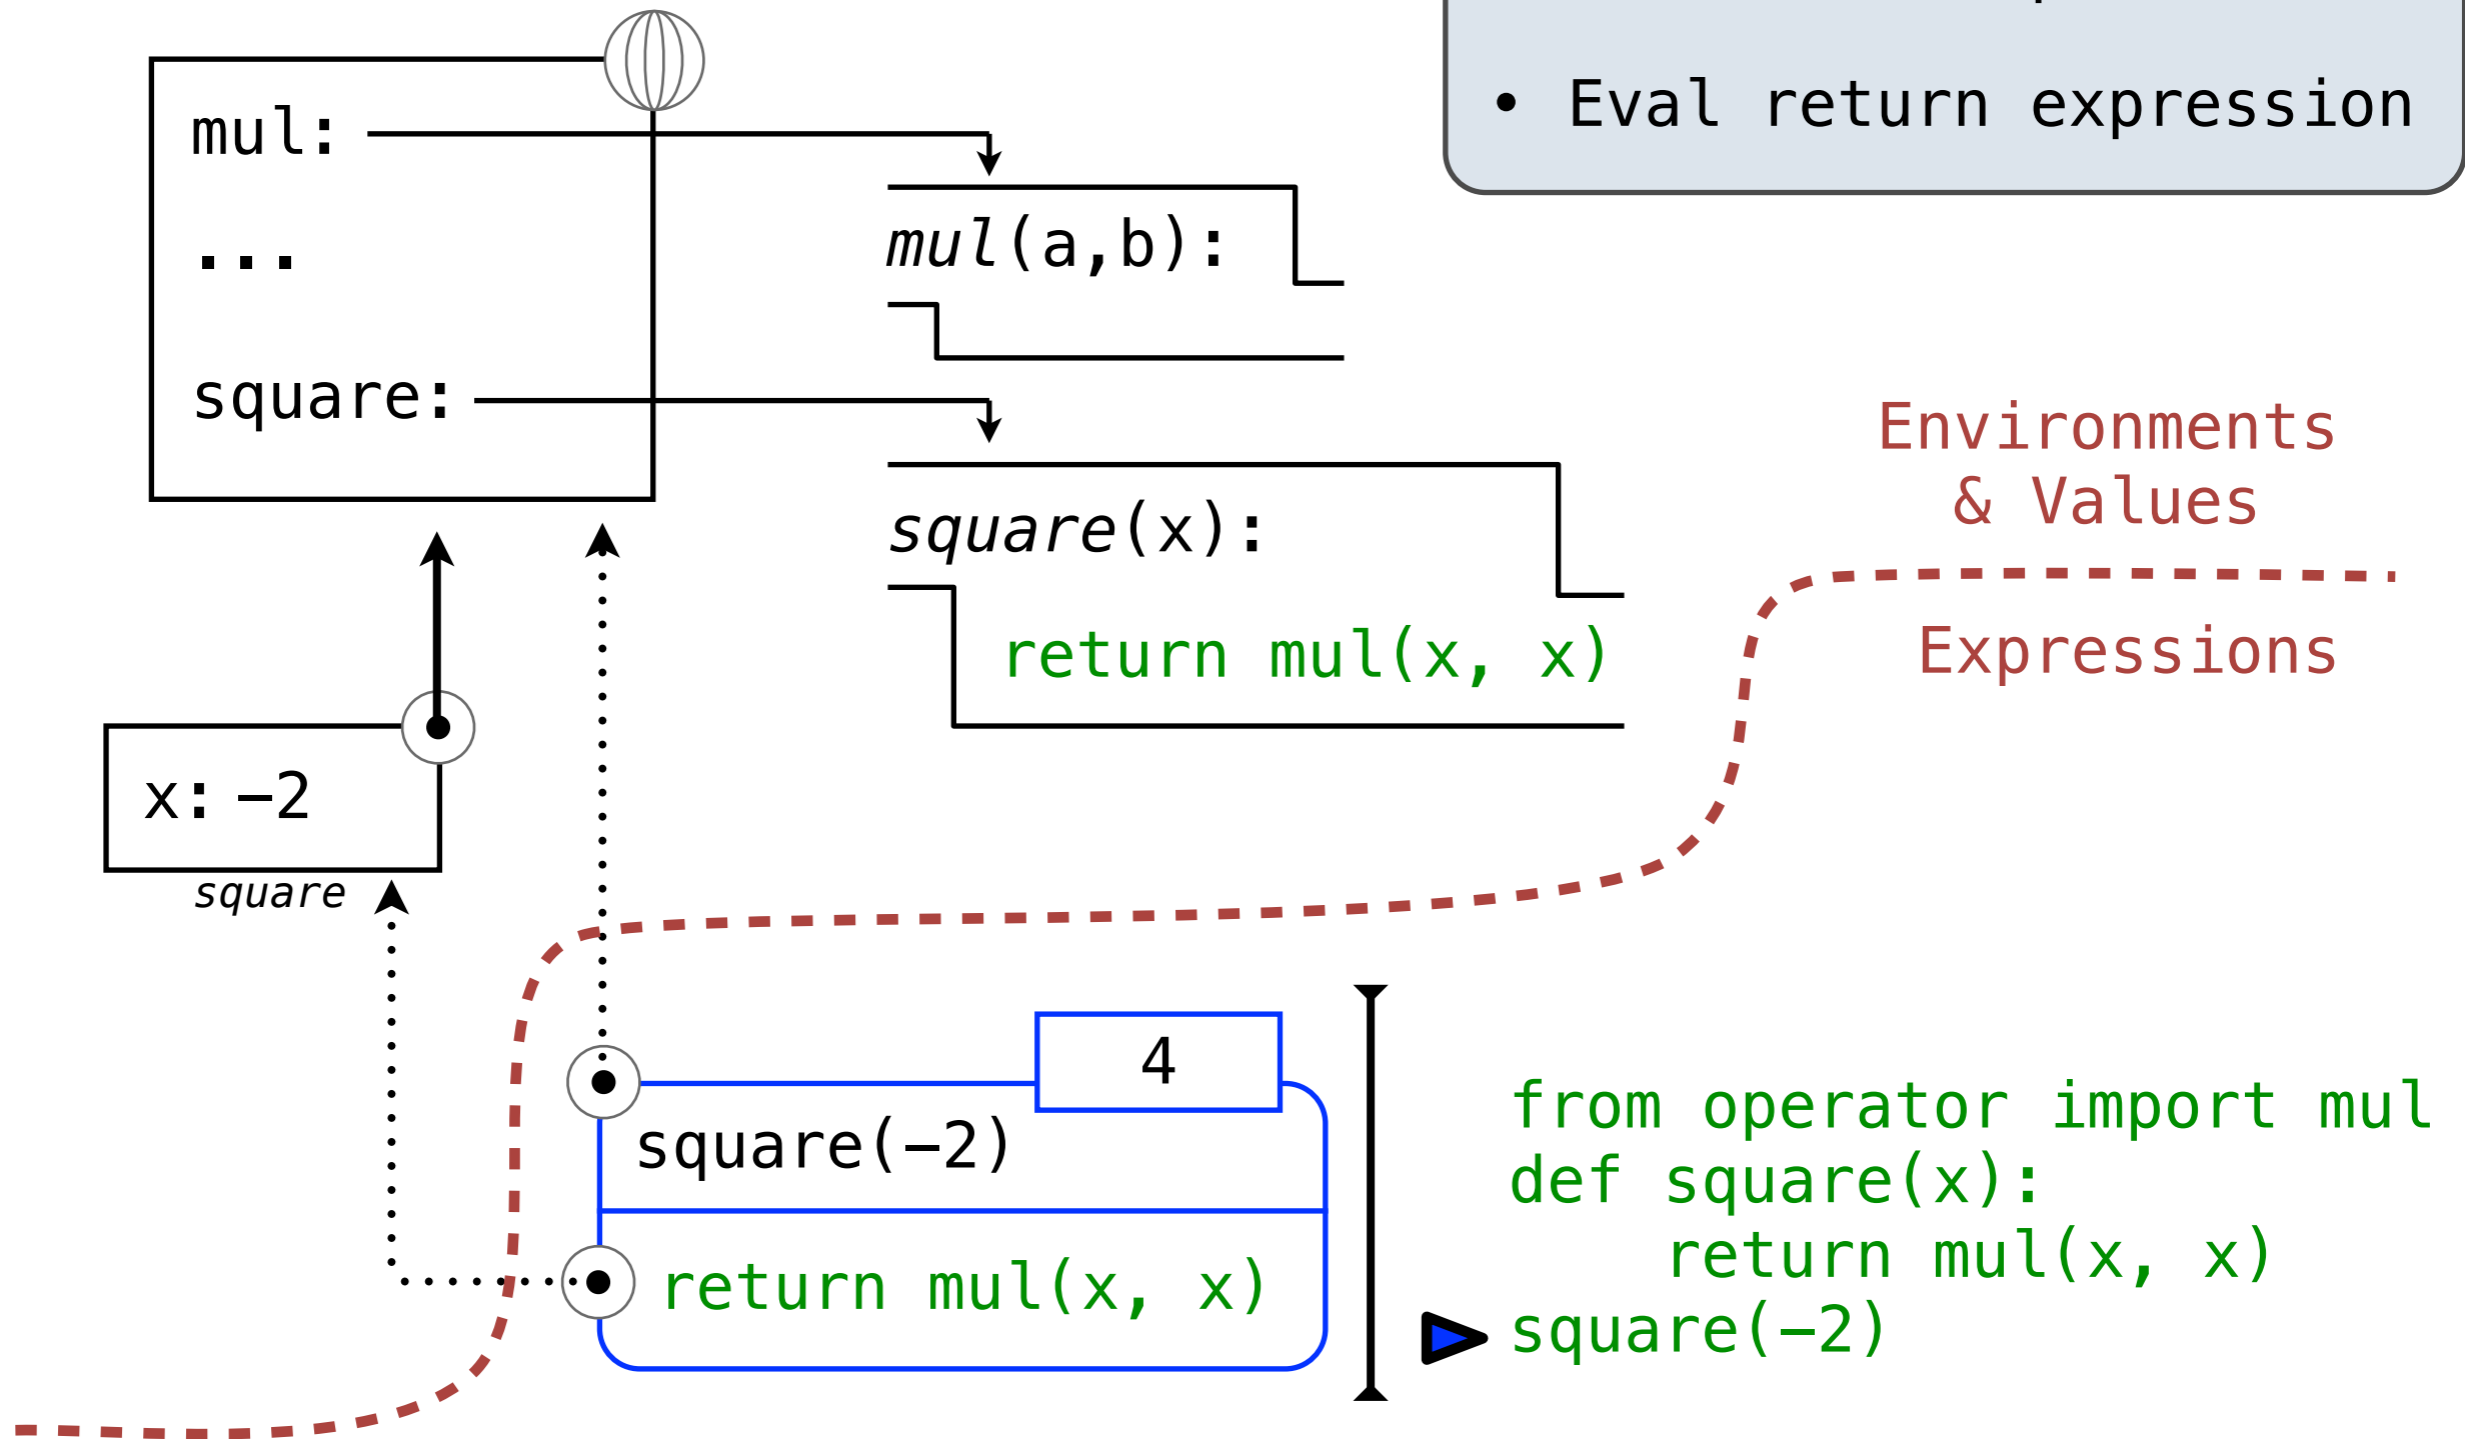 • Eval return expression
mul:
mul(a,b):
...
square:
square(x):
return mul(x, x)
Environments
& Values
Expressions
x: −2
square
4
square(−2)
return mul(x, x)
from operator import mul
def square(x):
    return mul(x, x)
square(−2)